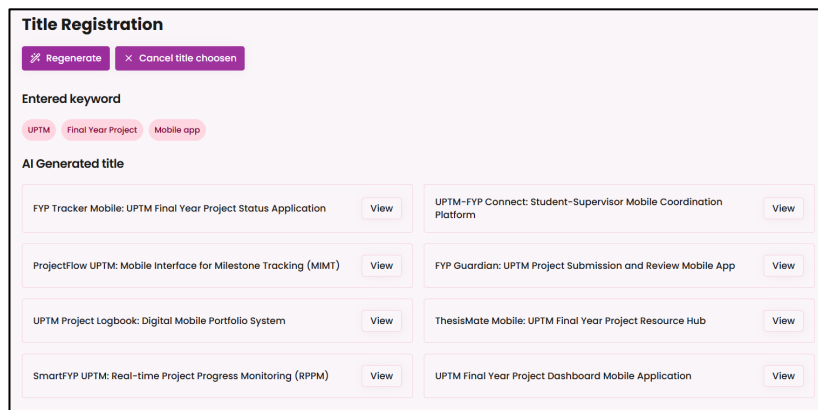 Title Registration
Regenerate
Cancel title choosen
Entered keyword
UPTM
Final Year Project
Mobile app
AI Generated title
FYP Tracker Mobile: UPTM Final Year Project Status Application
View
UPTM-FYP Connect: Student-Supervisor Mobile Coordination
Platform
View
ProjectFlow UPTM: Mobile Interface for Milestone Tracking (MIMT)
View
FYP Guardian: UPTM Project Submission and Review Mobile App
View
UPTM Project Logbook: Digital Mobile Portfolio System
View
ThesisMate Mobile: UPTM Final Year Project Resource Hub
View
SmartFYP UPTM: Real-time Project Progress Monitoring (RPPM)
View
UPTM Final Year Project Dashboard Mobile Application
View